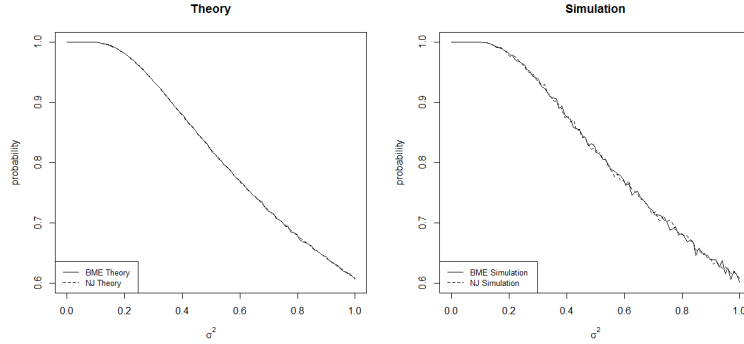 Theory
probability
1.0
0.9
0.8
0.7
0.6
BME Theory
NJ Theory
0.0 0.2 0.4 0.6 0.8 1.0
σ²
Simulation
probability
1.0
0.9
0.8
0.7
0.6
BME Simulation
NJ Simulation
0.0 0.2 0.4 0.6 0.8 1.0
σ²